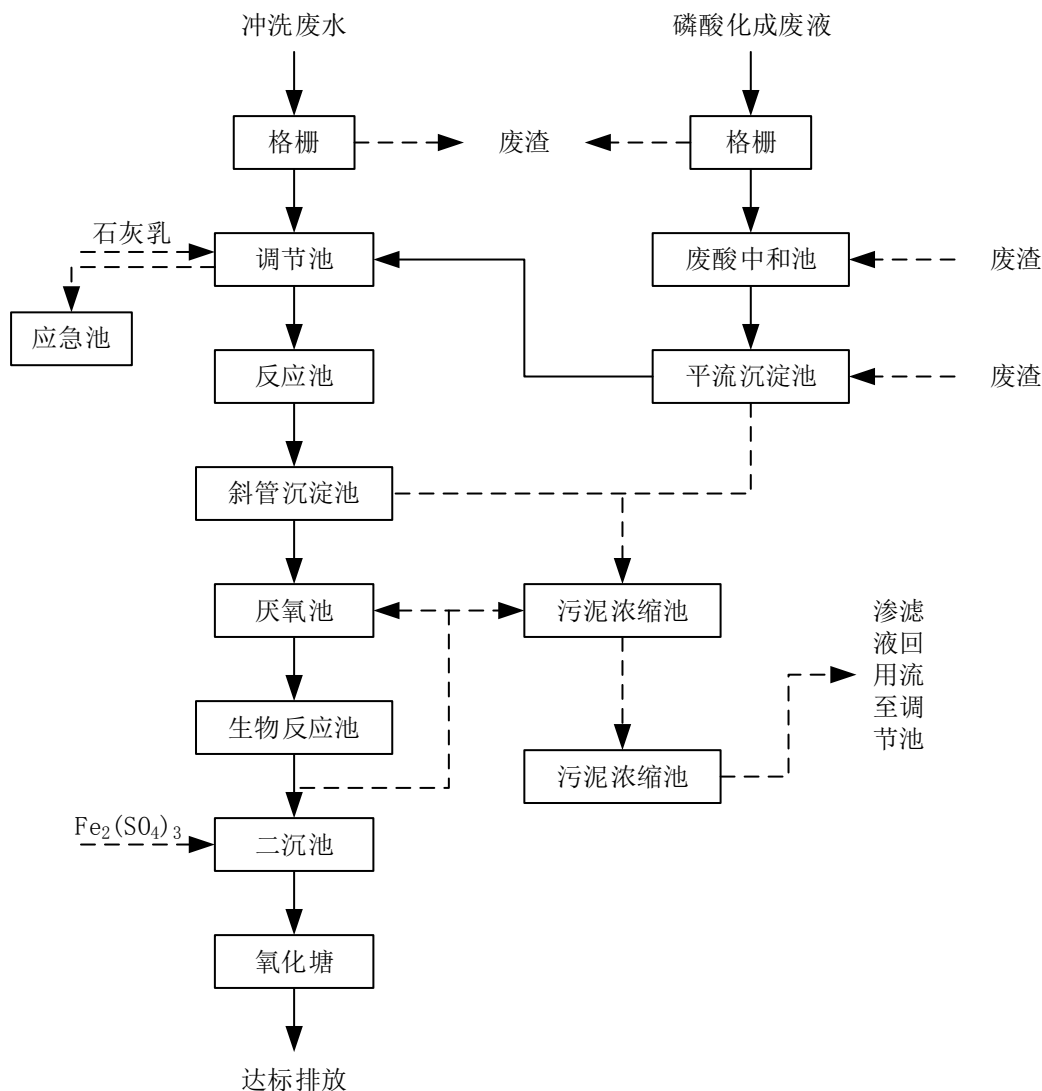 冲洗废水
磷酸化成废液
格栅
废渣
格栅
石灰乳
调节池
废酸中和池
废渣
应急池
反应池
平流沉淀池
废渣
斜管沉淀池
厌氧池
污泥浓缩池
渗滤
液回
用流
至调
节池
生物反应池
污泥浓缩池
Fe₂(SO₄)₃
二沉池
氧化塘
达标排放